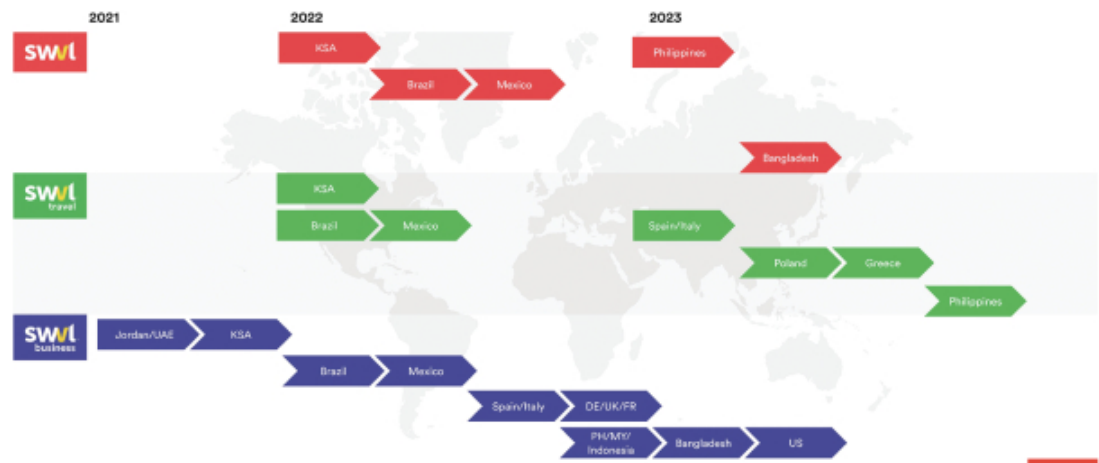 2021
2022
2023
swvl
KSA
Philippines
Brazil
Mexico
Bangladesh
swvl
travel
KSA
Brazil
Mexico
Spain/Italy
Poland
Greece
Philippines
swvl
business
Jordan/UAE
KSA
Brazil
Mexico
Spain/Italy
DE/UK/FR
PH/MY/
Indonesia
Bangladesh
US